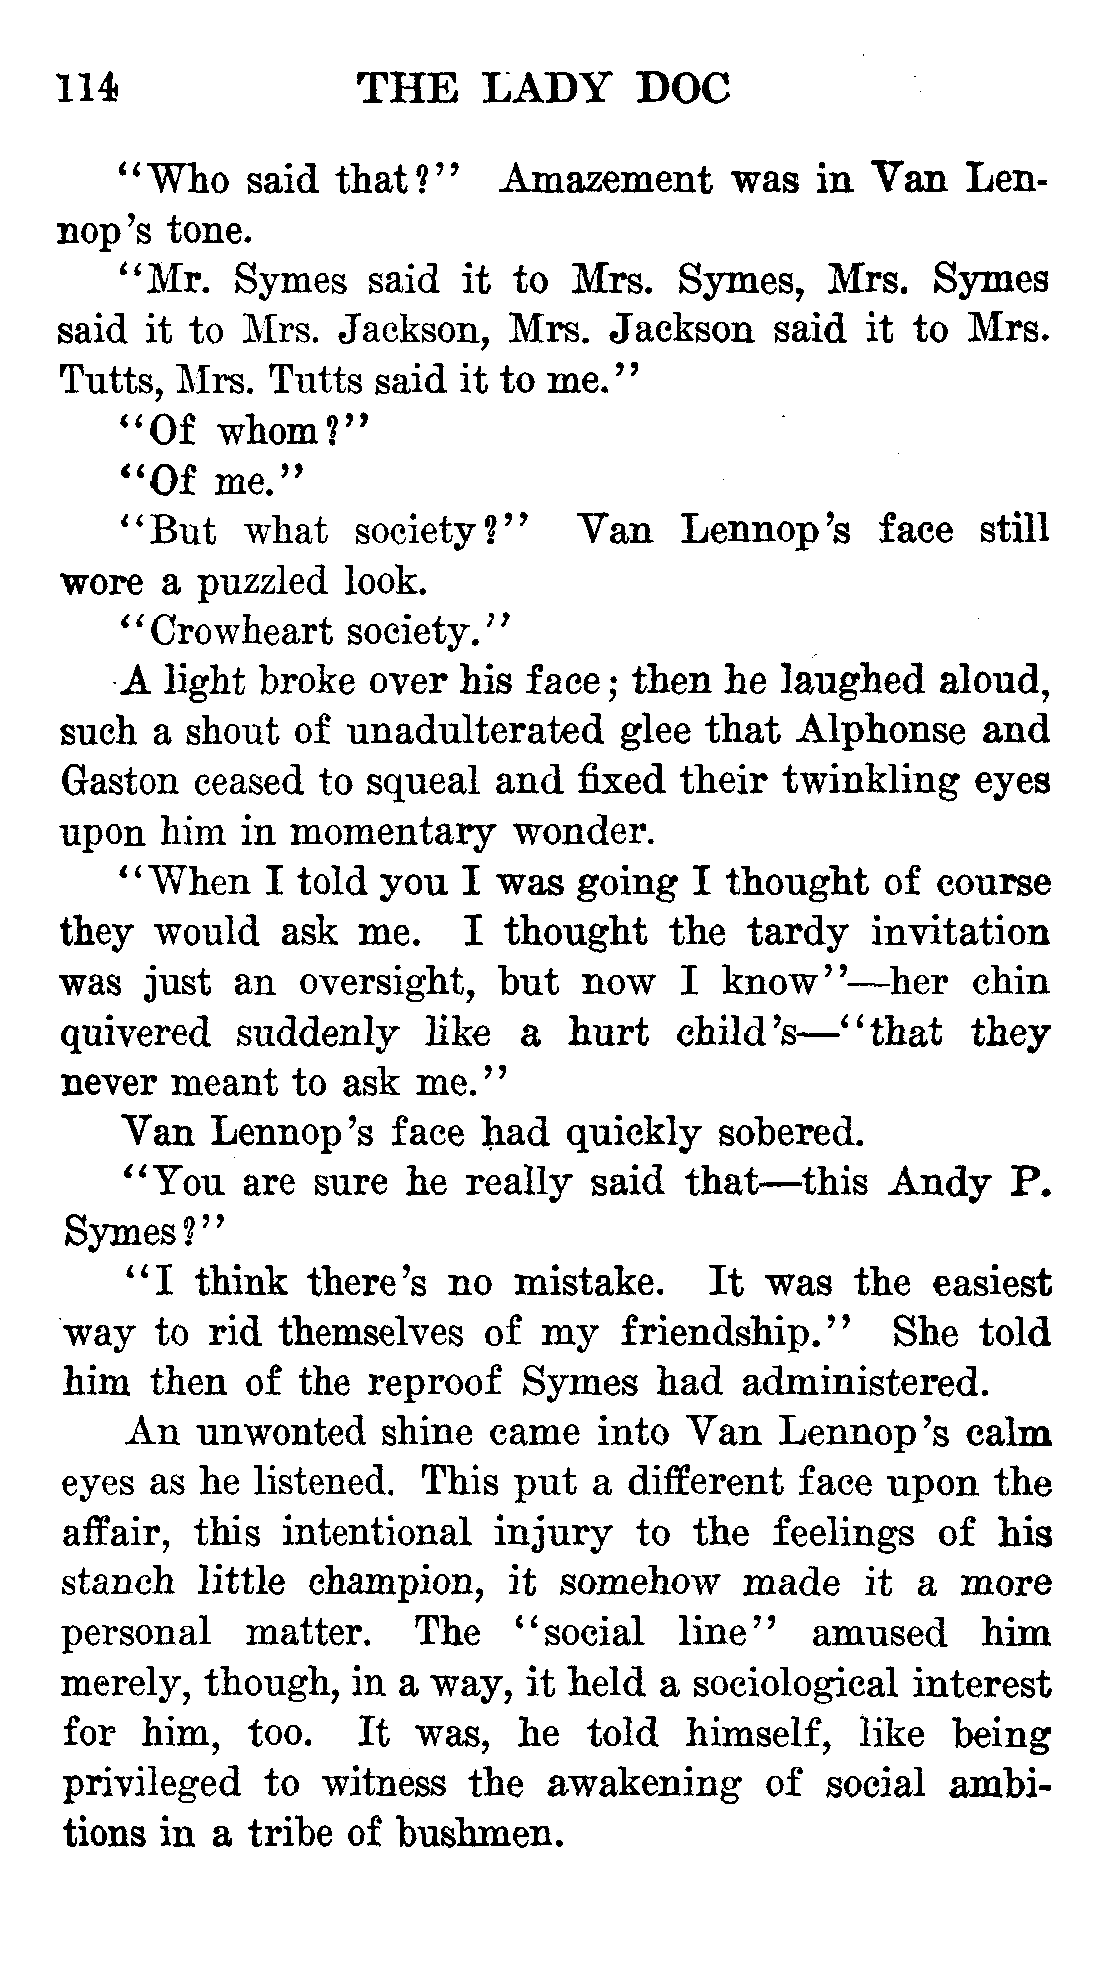 114 THE LADY DOC
"Who said that?" Amazement was in Van Len-
nop's tone.
"Mr. Symes said it to Mrs. Symes, Mrs. Symes
said it to Mrs. Jackson, Mrs. Jackson said it to Mrs.
Tutts, Mrs. Tutts said it to me."
"Of whom?"
"Of me."
"But what society?" Van Lennop's face still
wore a puzzled look.
"Crowheart society."
A light broke over his face; then he laughed aloud,
such a shout of unadulterated glee that Alphonse and
Gaston ceased to squeal and fixed their twinkling eyes
upon him in momentary wonder.
"When I told you I was going I thought of course
they would ask me. I thought the tardy invitation
was just an oversight, but now I know"—her chin
quivered suddenly like a hurt child's—"that they
never meant to ask me."
Van Lennop's face had quickly sobered.
"You are sure he really said that—this Andy P.
Symes?"
"I think there's no mistake. It was the easiest
way to rid themselves of my friendship." She told
him then of the reproof Symes had administered.
An unwonted shine came into Van Lennop's calm
eyes as he listened. This put a different face upon the
affair, this intentional injury to the feelings of his
stanch little champion, it somehow made it a more
personal matter. The "social line" amused him
merely, though, in a way, it held a sociological interest
for him, too. It was, he told himself, like being
privileged to witness the awakening of social ambi-
tions in a tribe of bushmen.